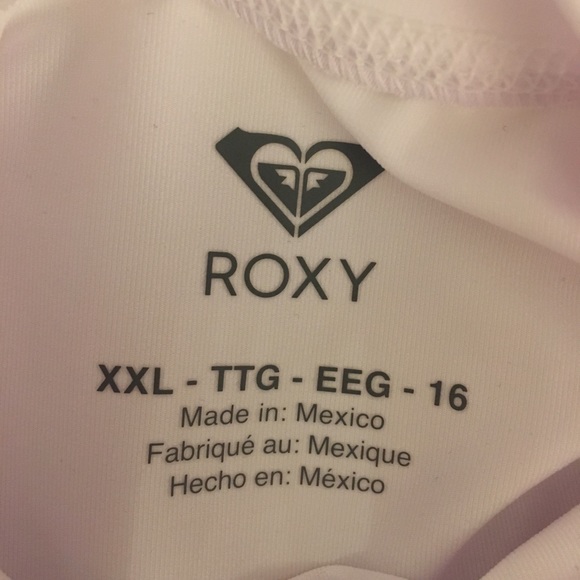 ROXY
XXL - TTG - EEG - 16
Made in: Mexico
Fabriqué au: Mexique
Hecho en: México